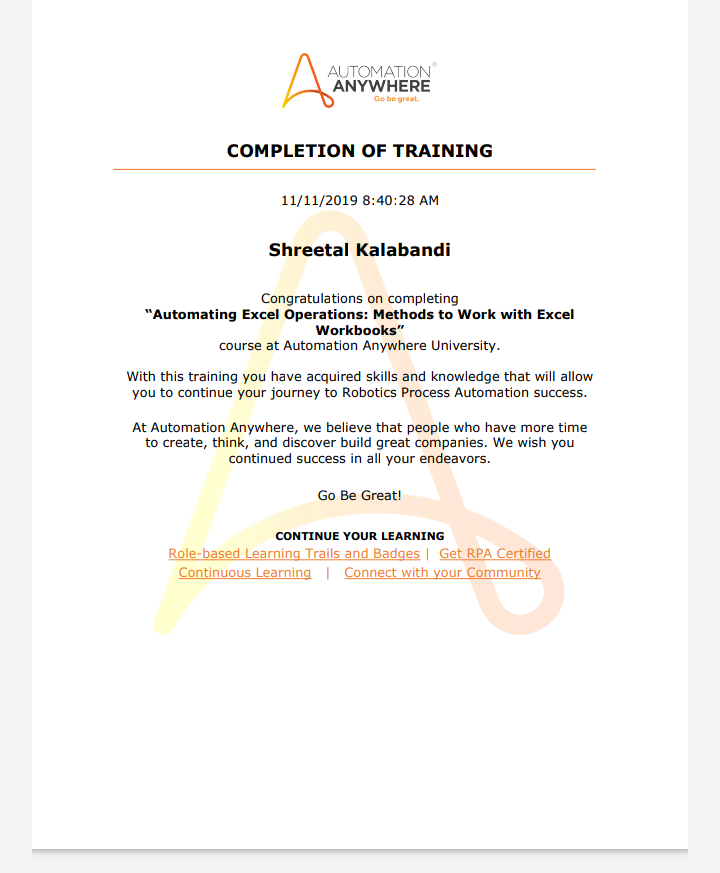 AUTOMATION®
ANYWHERE
Go be great.
COMPLETION OF TRAINING
11/11/2019 8:40:28 AM
Shreetal Kalabandi
Congratulations on completing
“Automating Excel Operations: Methods to Work with Excel
Workbooks”
course at Automation Anywhere University.
With this training you have acquired skills and knowledge that will allow
you to continue your journey to Robotics Process Automation success.
At Automation Anywhere, we believe that people who have more time
to create, think, and discover build great companies. We wish you
continued success in all your endeavors.
Go Be Great!
CONTINUE YOUR LEARNING
Role-based Learning Trails and Badges | Get RPA Certified
Continuous Learning | Connect with your Community